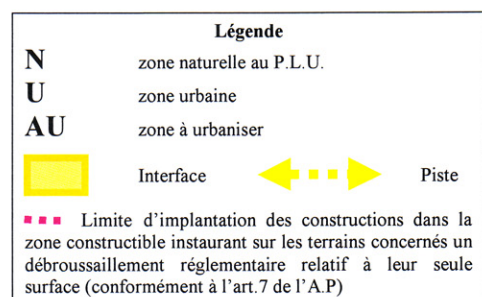 Légende
N zone naturelle au P.L.U.
U zone urbaine
AU zone à urbaniser
Interface Piste
Limite d'implantation des constructions dans la
zone constructible instaurant sur les terrains concernés un
débroussaillement réglementaire relatif à leur seule
surface (conformément à l'art.7 de l'A.P)